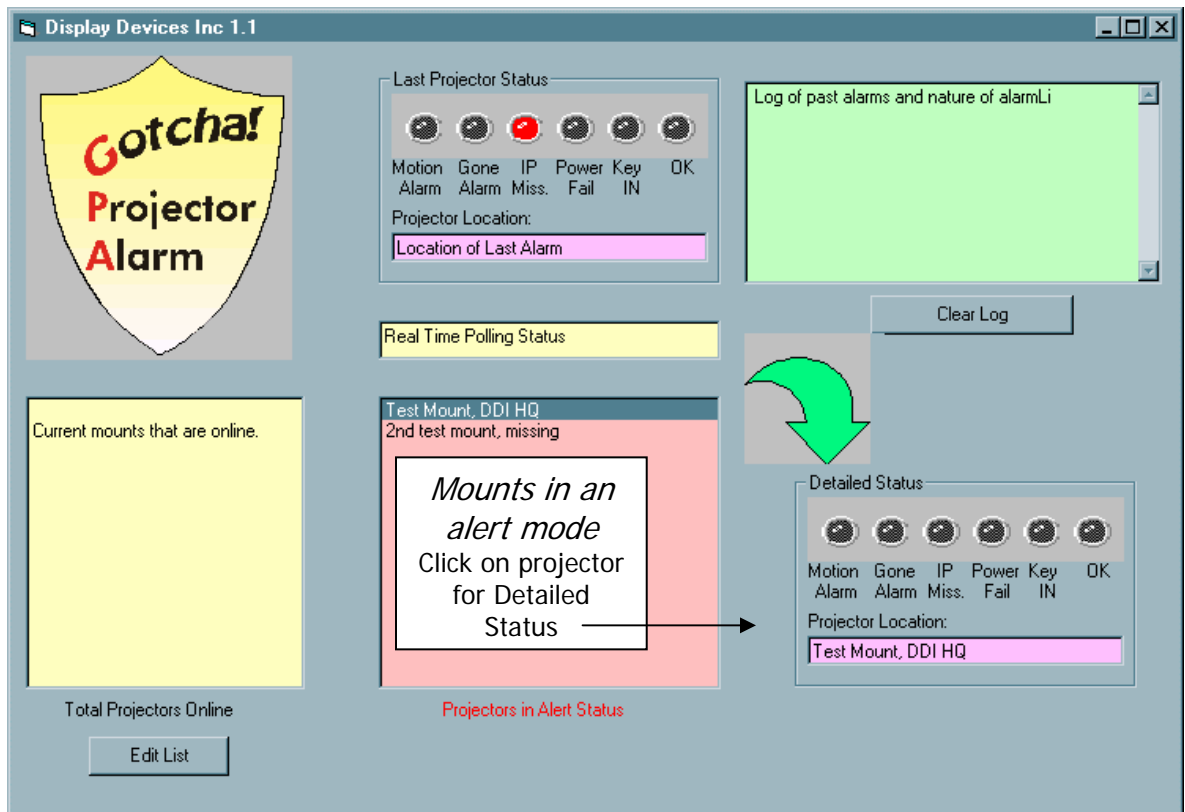 Display Devices Inc 1.1
Gotcha!
Projector
Alarm
Last Projector Status
Motion Alarm
Gone Alarm
IP Miss.
Power Fail
Key IN
OK
Projector Location:
Location of Last Alarm
Log of past alarms and nature of alarmLi
Clear Log
Real Time Polling Status
Current mounts that are online.
Total Projectors Online
Edit List
Test Mount, DDI HQ
2nd test mount, missing
Mounts in an
alert mode
Click on projector
for Detailed
Status
Projectors in Alert Status
Detailed Status
Motion Alarm
Gone Alarm
IP Miss.
Power Fail
Key IN
OK
Projector Location:
Test Mount, DDI HQ